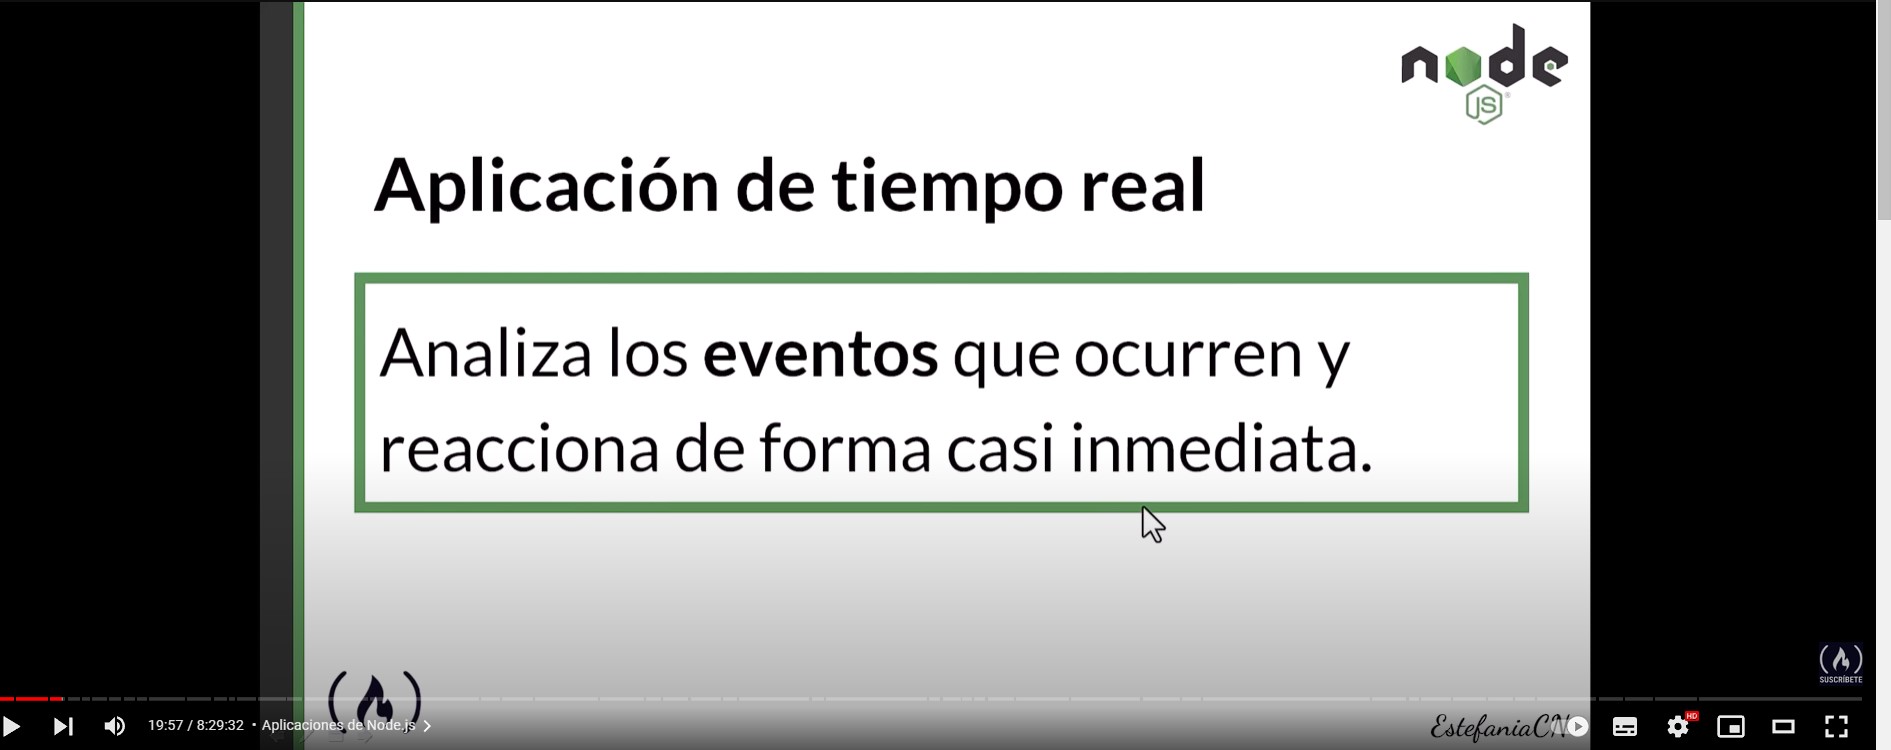 node
JS
Aplicación de tiempo real
Analiza los eventos que ocurren y
reacciona de forma casi inmediata.
SUSCRÍBETE
19:57 / 8:29:32 • Aplicaciones de Node.js
EstefaniaCN
HD